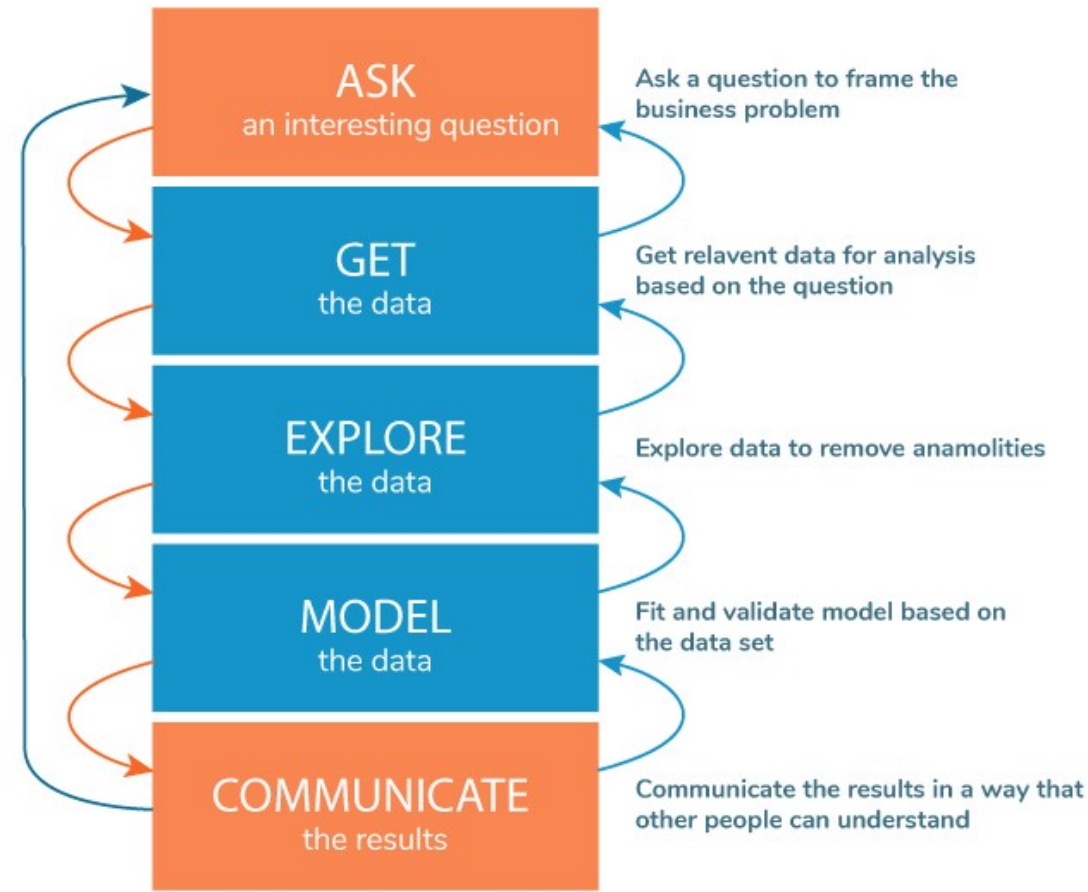 ASK
an interesting question
Ask a question to frame the
business problem
GET
the data
Get relavent data for analysis
based on the question
EXPLORE
the data
Explore data to remove anamolities
MODEL
the data
Fit and validate model based on
the data set
COMMUNICATE
the results
Communicate the results in a way that
other people can understand